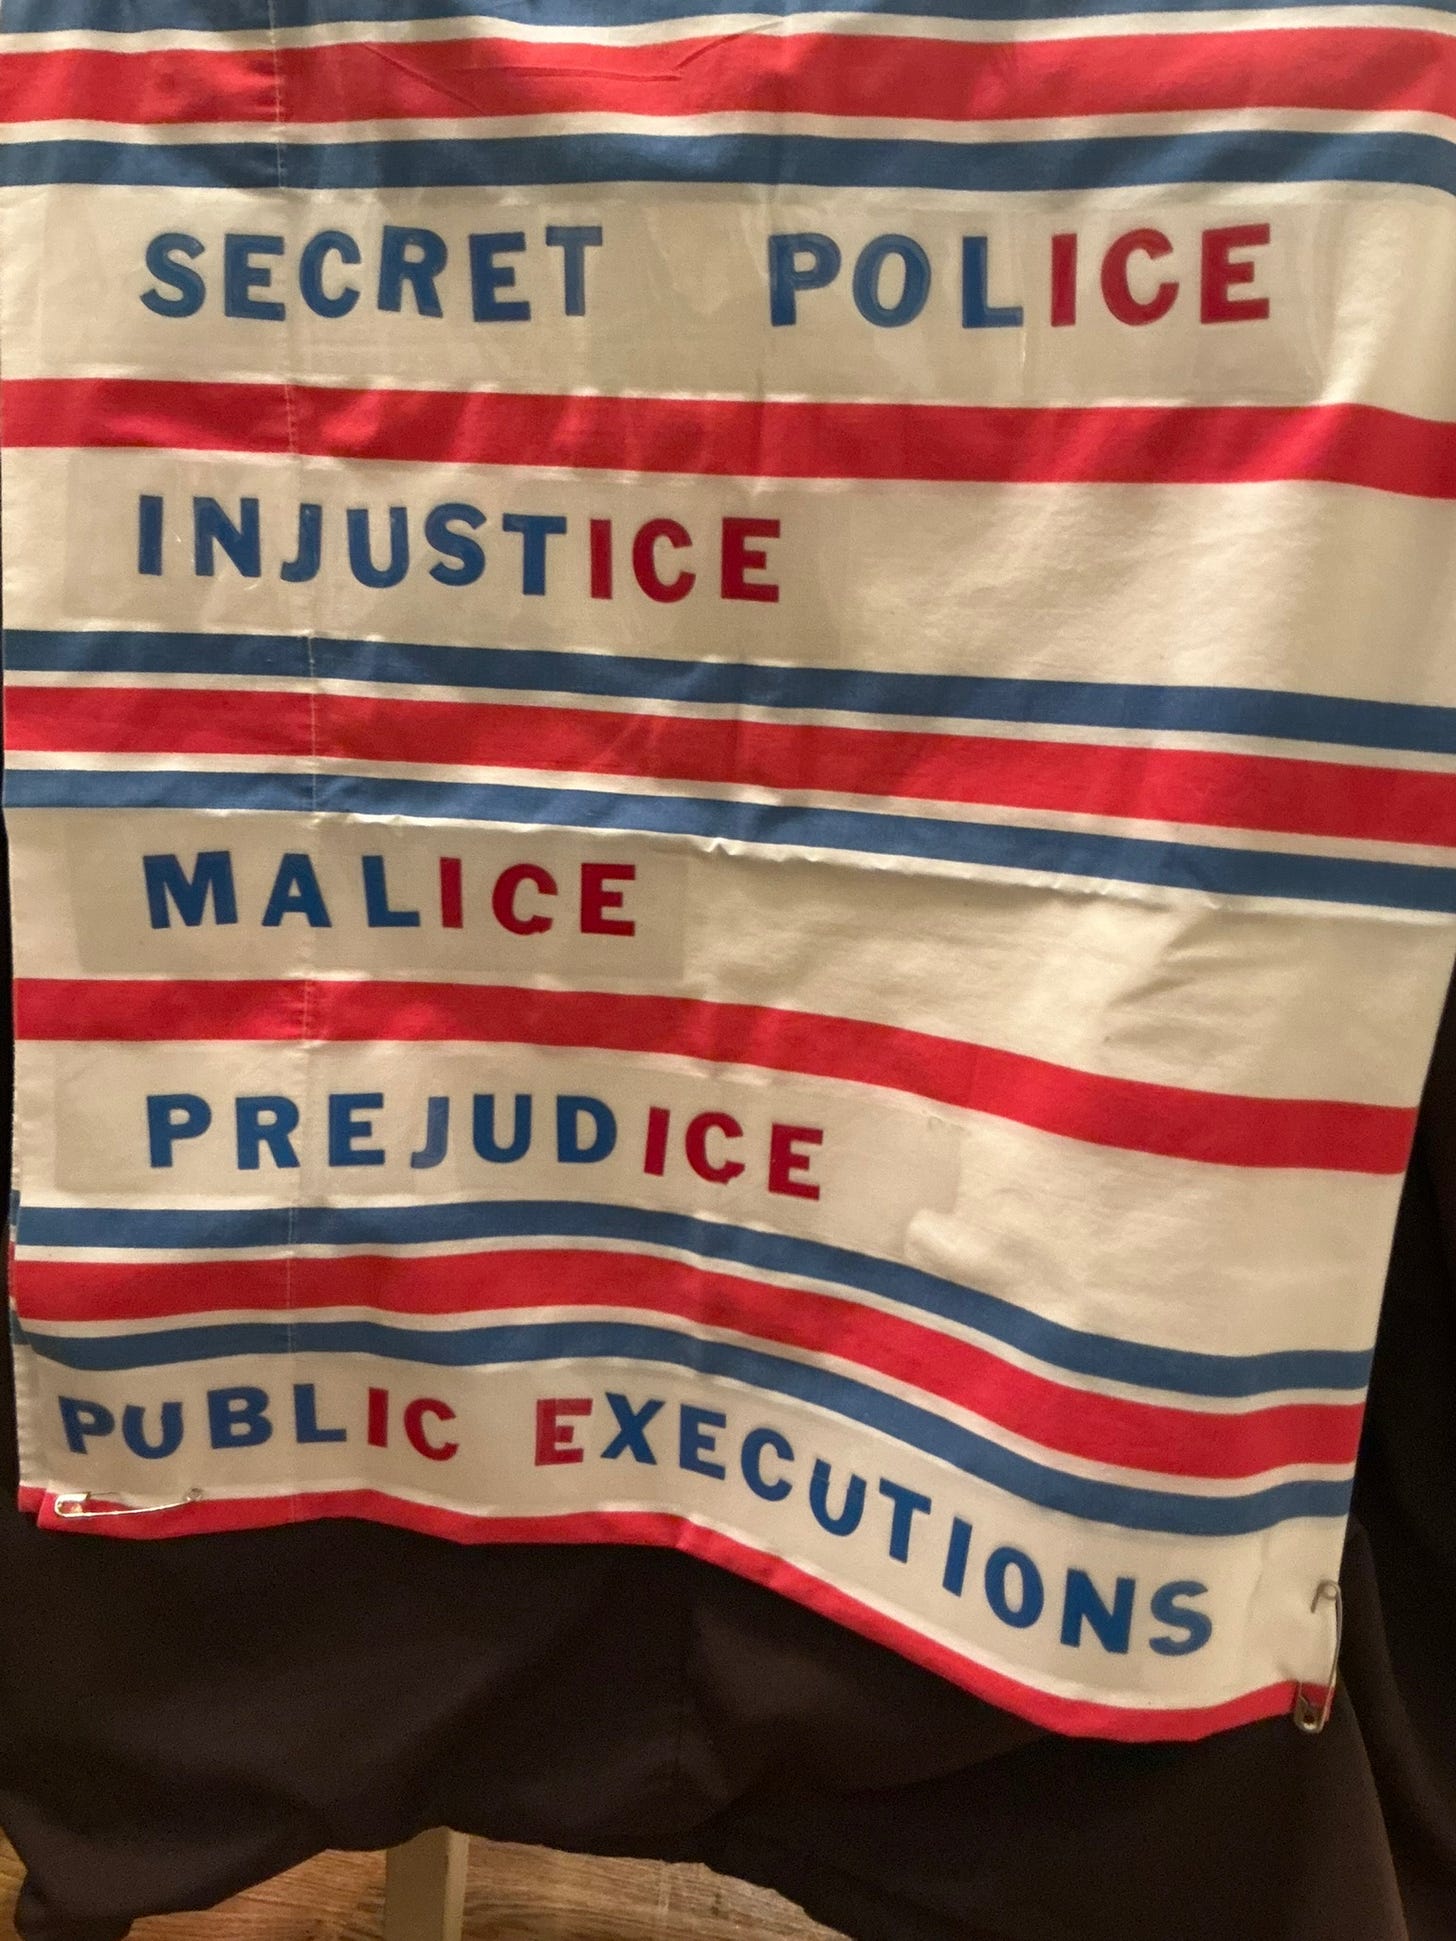 SECRET POLICE
INJUSTICE
MALICE
PREJUDICE
PUBLIC EXECUTIONS